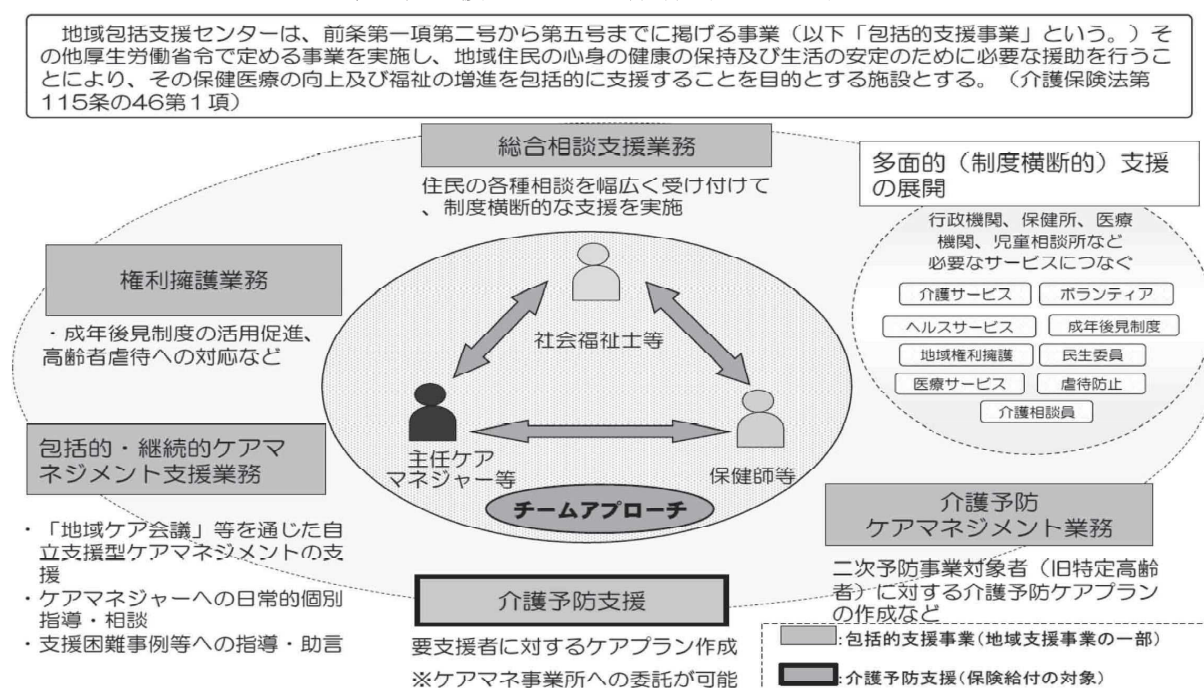 地域包括支援センターは、前条第一項第二号から第五号までに掲げる事業（以下「包括的支援事業」という。）そ
の他厚生労働省令で定める事業を実施し、地域住民の心身の健康の保持及び生活の安定のために必要な援助を行うこ
とにより、その保健医療の向上及び福祉の増進を包括的に支援することを目的とする施設とする。（介護保険法第
115条の46第１項）
総合相談支援業務
住民の各種相談を幅広く受け付けて
、制度横断的な支援を実施
多面的（制度横断的）支援
の展開
行政機関、保健所、医療
機関、児童相談所など
必要なサービスにつなぐ
介護サービス
ボランティア
ヘルスサービス
成年後見制度
地域権利擁護
民生委員
医療サービス
虐待防止
介護相談員
権利擁護業務
・成年後見制度の活用促進、
高齢者虐待への対応など
社会福祉士等
主任ケア
マネジャー等
保健師等
チームアプローチ
包括的・継続的ケアマ
ネジメント支援業務
・「地域ケア会議」等を通じた自
立支援型ケアマネジメントの支
援
・ケアマネジャーへの日常的個別
指導・相談
・支援困難事例等への指導・助言
介護予防支援
要支援者に対するケアプラン作成
※ケアマネ事業所への委託が可能
介護予防
ケアマネジメント業務
二次予防事業対象者（旧特定高齢
者）に対する介護予防ケアプラン
の作成など
:包括的支援事業(地域支援事業の一部)
:介護予防支援(保険給付の対象)